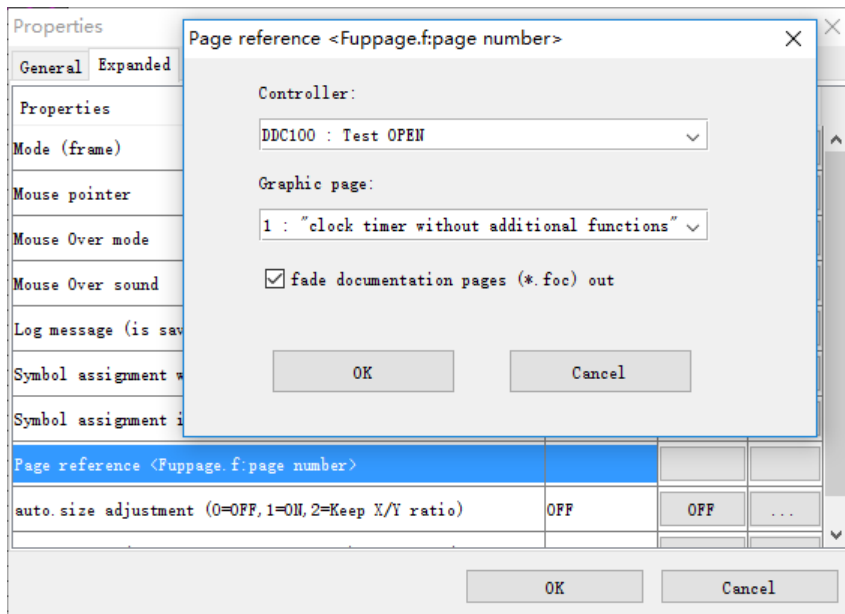 Properties
General Expanded
Properties
Mode (frame)
Mouse pointer
Mouse Over mode
Mouse Over sound
Log message (is sav
Symbol assignment w
Symbol assignment i
Page reference <Fuppage.f:page number>
auto.size adjustment (0=OFF,1=ON,2=Keep X/Y ratio) OFF OFF ...
OK Cancel
Page reference <Fuppage.f:page number>
Controller:
DDC100 : Test OPEN
Graphic page:
1 : "clock timer without additional functions"
fade documentation pages (*.foc) out
OK Cancel